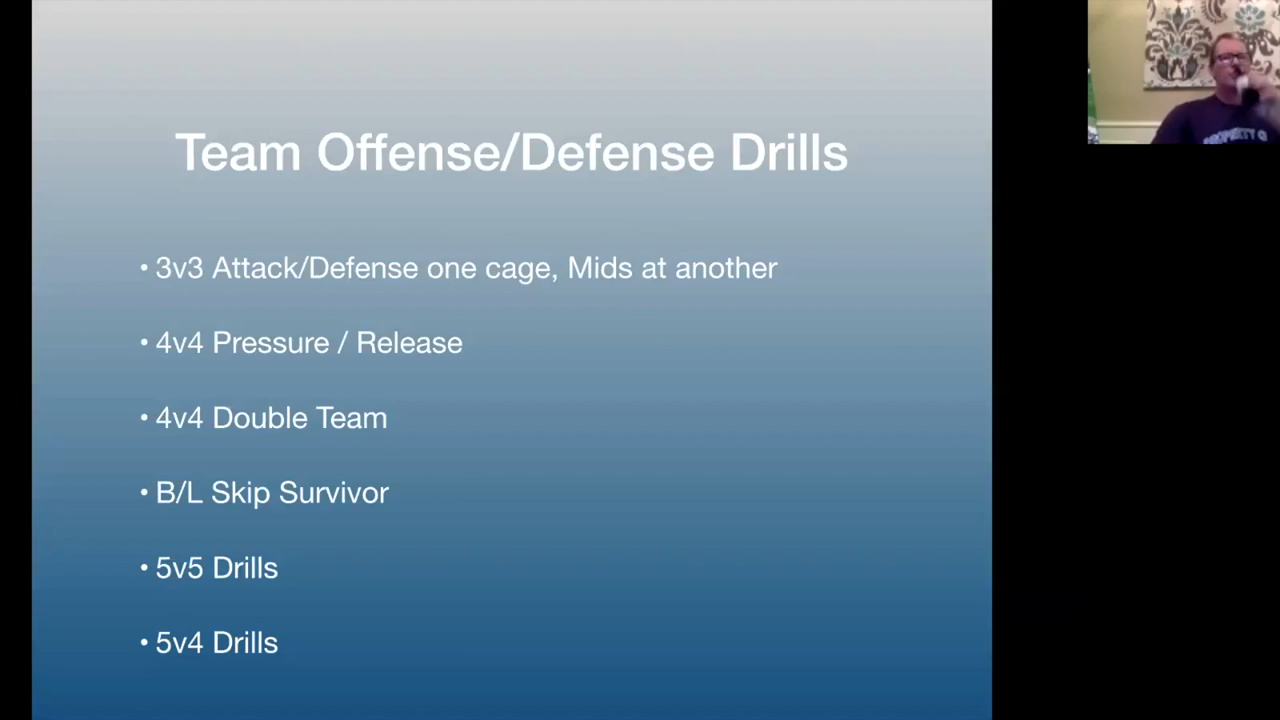 Team Offense/Defense Drills
• 3v3 Attack/Defense one cage, Mids at another
• 4v4 Pressure / Release
• 4v4 Double Team
• B/L Skip Survivor
• 5v5 Drills
• 5v4 Drills
PROPERTY O